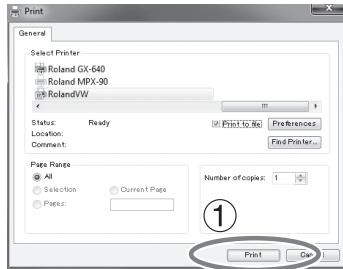 Print
General
Select Printer
Roland GX-640
Roland MPX-90
RolandVW
Status: Ready Print to file Preferences
Location:
Comment: Find Printer...
Page Range
All
Selection Current Page
Pages:
Number of copies: 1
1
Print